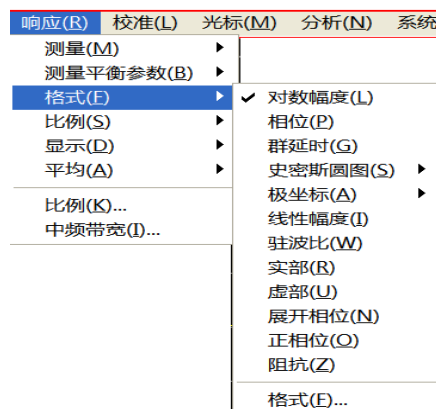 响应(R) 校准(L) 光标(M) 分析(N) 系统
测量(M)
测量平衡参数(B)
格式(F)
比例(S)
显示(D)
平均(A)
比例(K)...
中频带宽(I)...
对数幅度(L)
相位(P)
群延时(G)
史密斯圆图(S)
极坐标(A)
线性幅度(I)
驻波比(W)
实部(R)
虚部(U)
展开相位(N)
正相位(O)
阻抗(Z)
格式(F)...